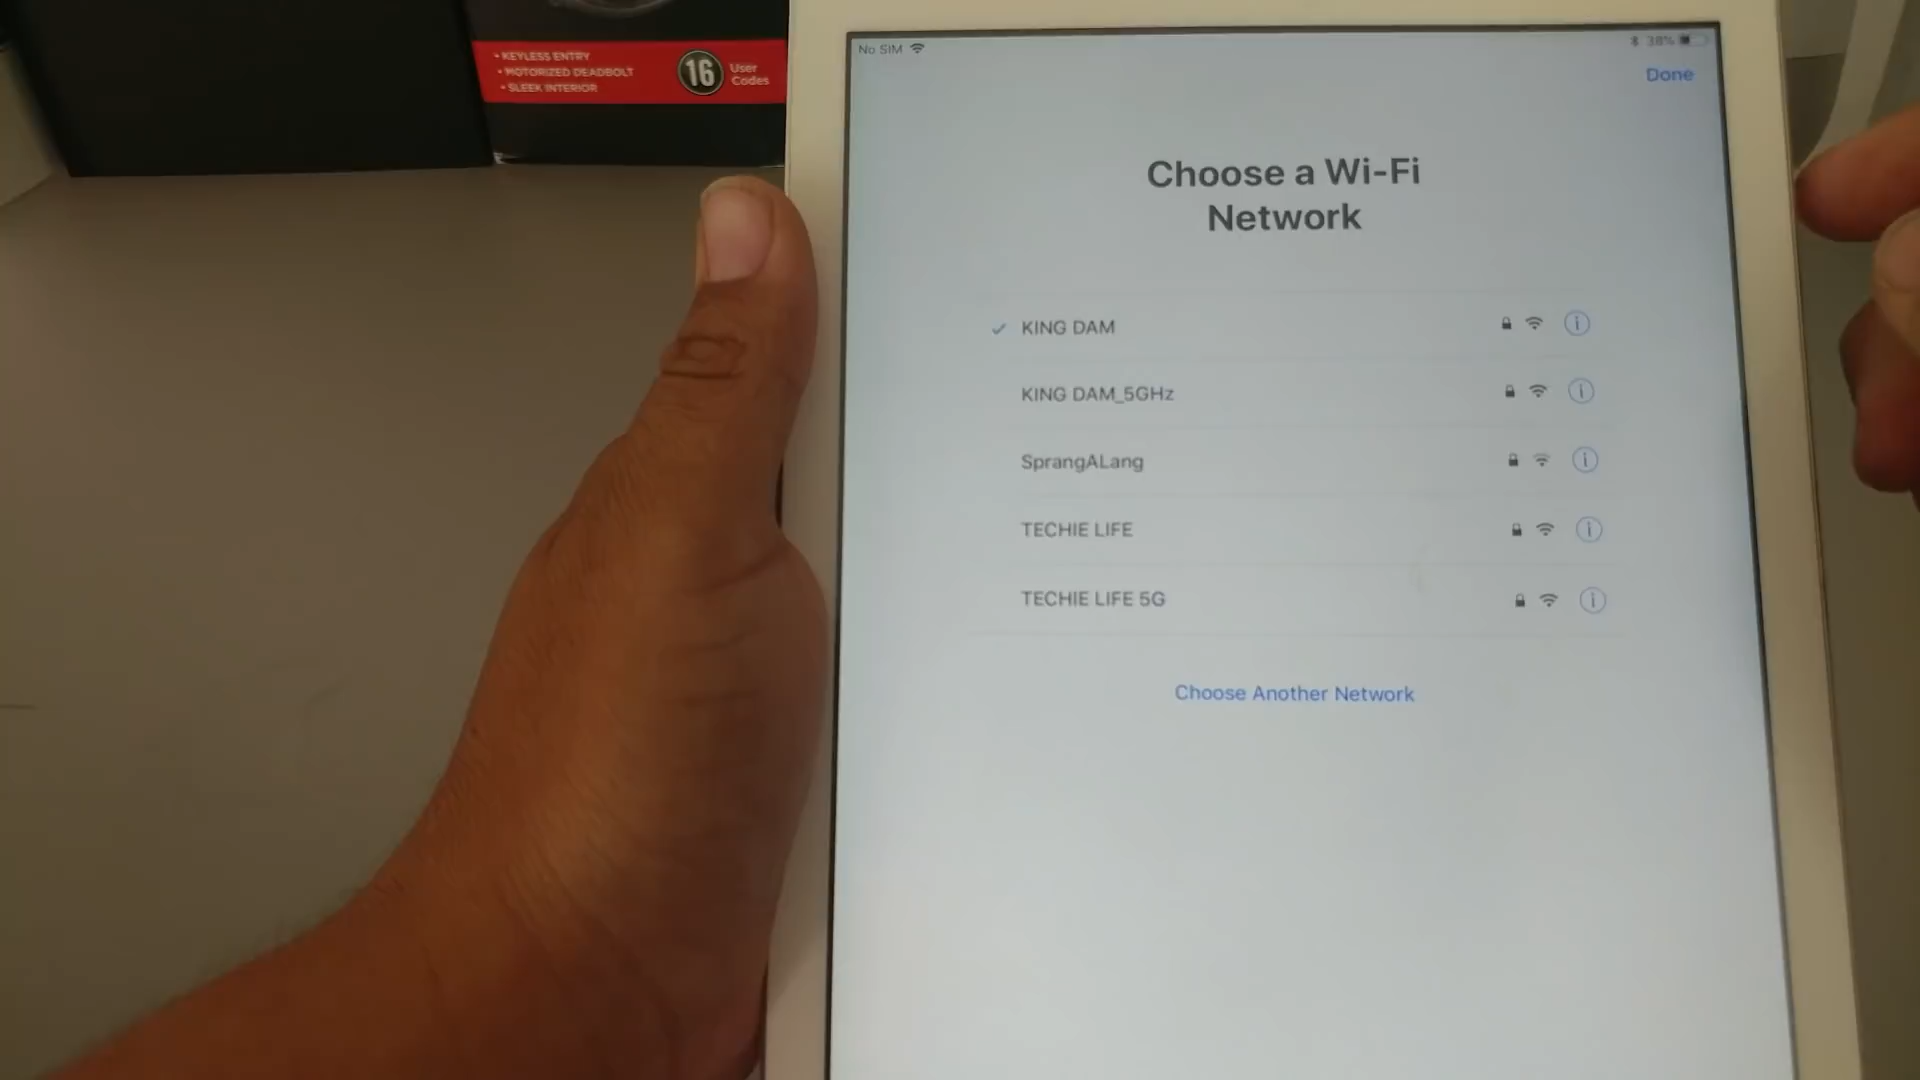 • KEYLESS ENTRY
• MOTORIZED DEADBOLT
• SLEEK INTERIOR
16
User
Codes
No SIM
38%
Done
Choose a Wi-Fi
Network
KING DAM
KING DAM_5GHz
SprangALang
TECHIE LIFE
TECHIE LIFE 5G
Choose Another Network